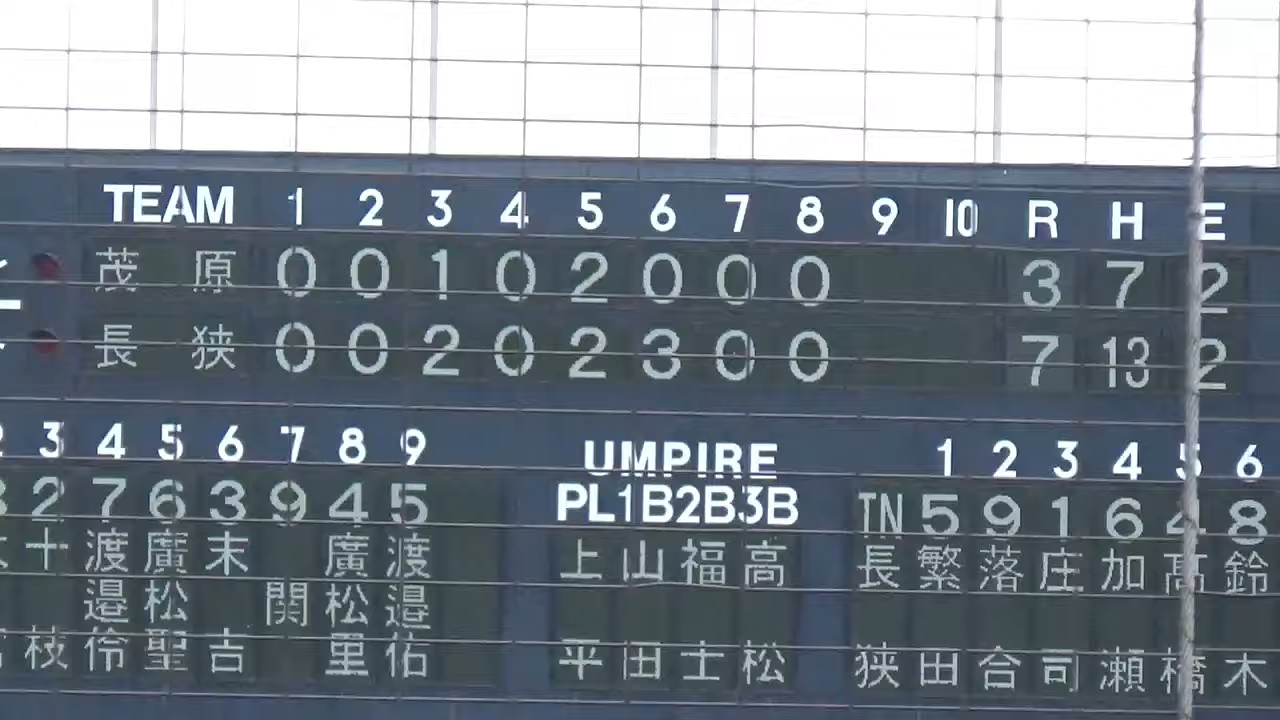 TEAM 1 2 3 4 5 6 7 8 9 10 R H E
茂原 0 0 1 0 2 0 0 0 3 7 2
長狭 0 0 2 0 2 3 0 0 7 13 2
3 4 5 6 7 8 9 UMPIRE 1 2 3 4 5 6
2 7 6 3 9 4 5 PL 1B 2B 3B IN 5 9 1 6 4 8
十 渡 廣 末 廣 渡 上 山 福 高 長 繁 落 庄 加 髙 鈴
邉 松 関 松 邉
枝 伶 聖 吉 里 佑 平 田 士 松 狭 田 合 司 瀬 橋 木